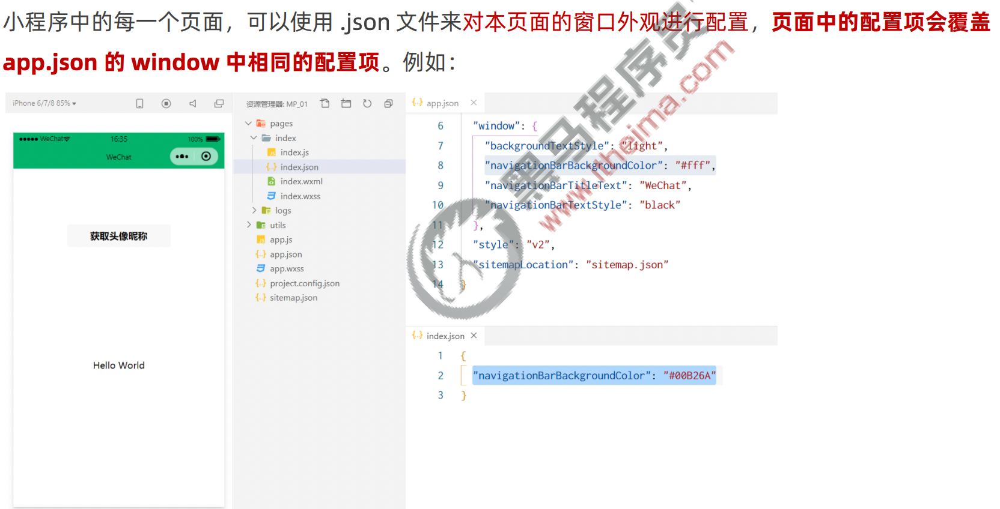 小程序中的每一个页面，可以使用 .json 文件来对本页面的窗口外观进行配置，页面中的配置项会覆盖
app.json 的 window 中相同的配置项。例如：
iPhone 6/7/8 85% ▾
WeChat
16:35
100%
WeChat
获取头像昵称
Hello World
资源管理器: MP_01
pages
index
index.js
index.json
index.wxml
index.wxss
logs
utils
app.js
app.json
app.wxss
project.config.json
sitemap.json
app.json
6 "window": {
7 "backgroundTextStyle": "light",
8 "navigationBarBackgroundColor": "#fff",
9 "navigationBarTitleText": "WeChat",
10 "navigationBarTextStyle": "black"
11 },
12 "style": "v2",
13 "sitemapLocation": "sitemap.json"
14 }
index.json
1 {
2 "navigationBarBackgroundColor": "#00B26A"
3 }
黑马程序员
www.itheima.com